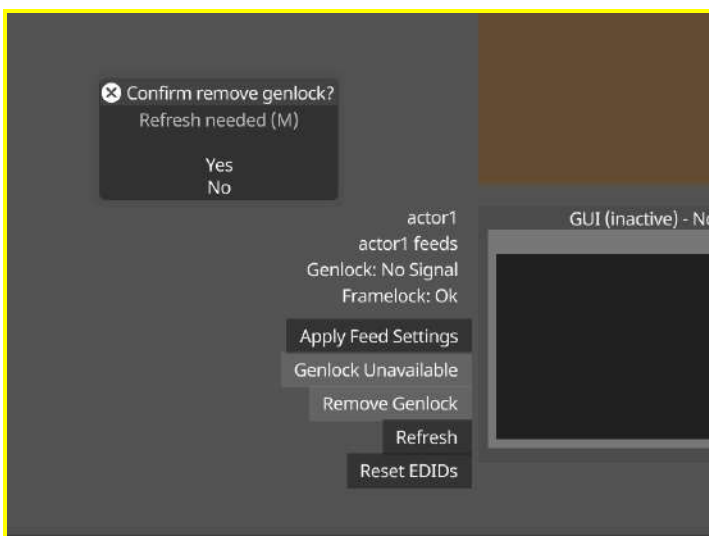 Confirm remove genlock?
Refresh needed (M)
Yes
No
actor1
actor1 feeds
Genlock: No Signal
Framelock: Ok
Apply Feed Settings
Genlock Unavailable
Remove Genlock
Refresh
Reset EDIDs
GUI (inactive) - No